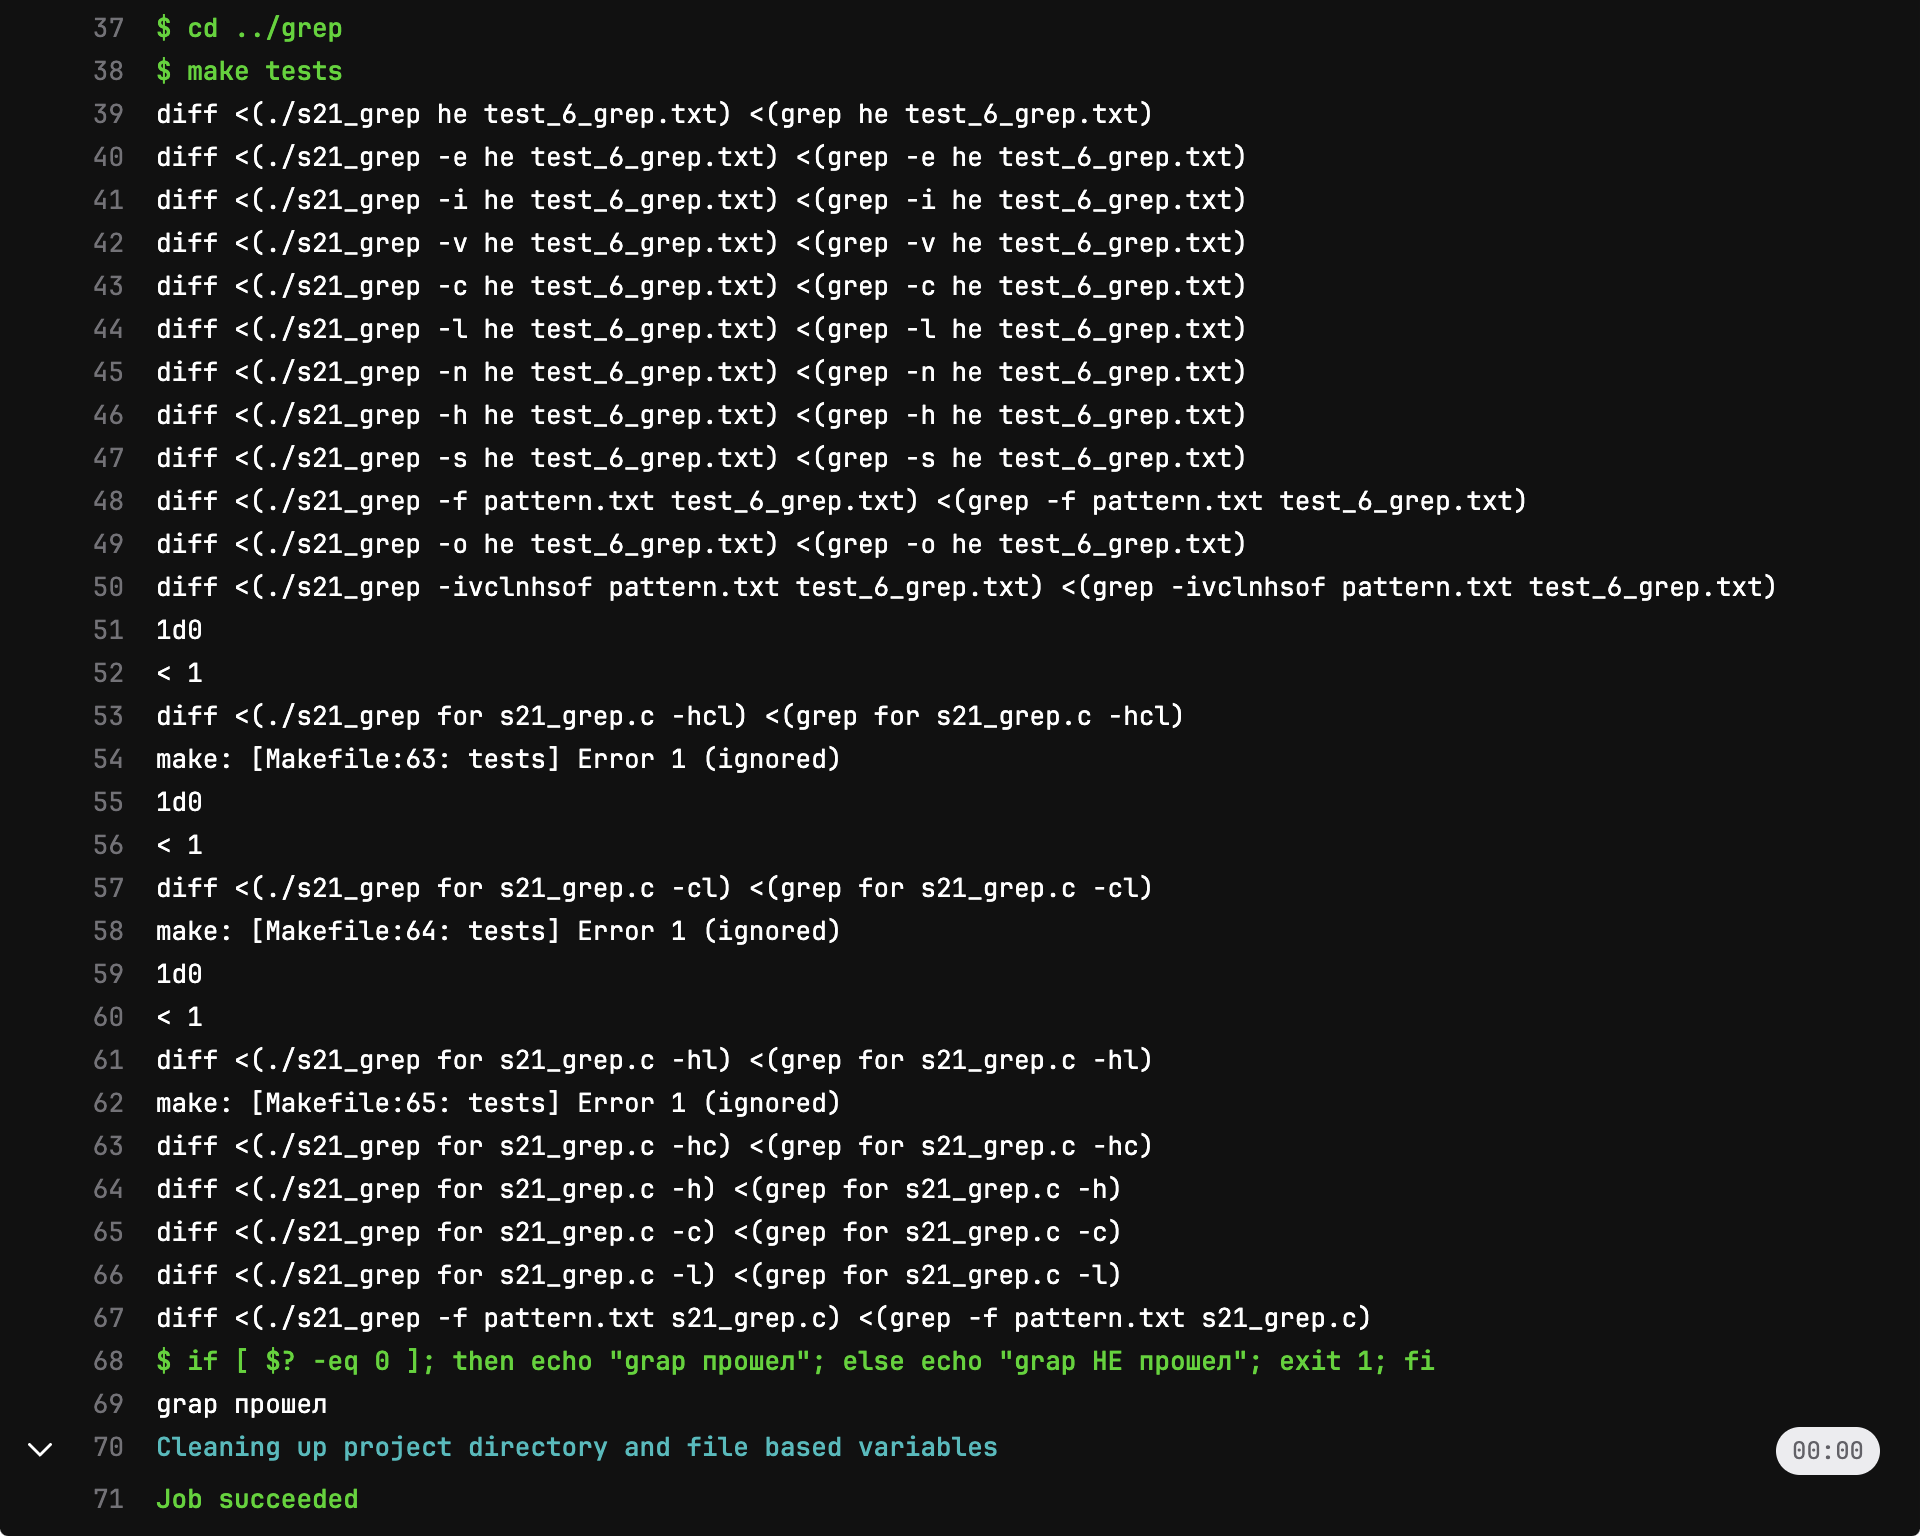 37 $ cd ../grep
38 $ make tests
39 diff <(./s21_grep he test_6_grep.txt) <(grep he test_6_grep.txt)
40 diff <(./s21_grep -e he test_6_grep.txt) <(grep -e he test_6_grep.txt)
41 diff <(./s21_grep -i he test_6_grep.txt) <(grep -i he test_6_grep.txt)
42 diff <(./s21_grep -v he test_6_grep.txt) <(grep -v he test_6_grep.txt)
43 diff <(./s21_grep -c he test_6_grep.txt) <(grep -c he test_6_grep.txt)
44 diff <(./s21_grep -l he test_6_grep.txt) <(grep -l he test_6_grep.txt)
45 diff <(./s21_grep -n he test_6_grep.txt) <(grep -n he test_6_grep.txt)
46 diff <(./s21_grep -h he test_6_grep.txt) <(grep -h he test_6_grep.txt)
47 diff <(./s21_grep -s he test_6_grep.txt) <(grep -s he test_6_grep.txt)
48 diff <(./s21_grep -f pattern.txt test_6_grep.txt) <(grep -f pattern.txt test_6_grep.txt)
49 diff <(./s21_grep -o he test_6_grep.txt) <(grep -o he test_6_grep.txt)
50 diff <(./s21_grep -ivclnhsof pattern.txt test_6_grep.txt) <(grep -ivclnhsof pattern.txt test_6_grep.txt)
51 1d0
52 < 1
53 diff <(./s21_grep for s21_grep.c -hcl) <(grep for s21_grep.c -hcl)
54 make: [Makefile:63: tests] Error 1 (ignored)
55 1d0
56 < 1
57 diff <(./s21_grep for s21_grep.c -cl) <(grep for s21_grep.c -cl)
58 make: [Makefile:64: tests] Error 1 (ignored)
59 1d0
60 < 1
61 diff <(./s21_grep for s21_grep.c -hl) <(grep for s21_grep.c -hl)
62 make: [Makefile:65: tests] Error 1 (ignored)
63 diff <(./s21_grep for s21_grep.c -hc) <(grep for s21_grep.c -hc)
64 diff <(./s21_grep for s21_grep.c -h) <(grep for s21_grep.c -h)
65 diff <(./s21_grep for s21_grep.c -c) <(grep for s21_grep.c -c)
66 diff <(./s21_grep for s21_grep.c -l) <(grep for s21_grep.c -l)
67 diff <(./s21_grep -f pattern.txt s21_grep.c) <(grep -f pattern.txt s21_grep.c)
68 $ if [ $? -eq 0 ]; then echo "grap прошел"; else echo "grap НЕ прошел"; exit 1; fi
69 grap прошел
70 Cleaning up project directory and file based variables 00:00
71 Job succeeded